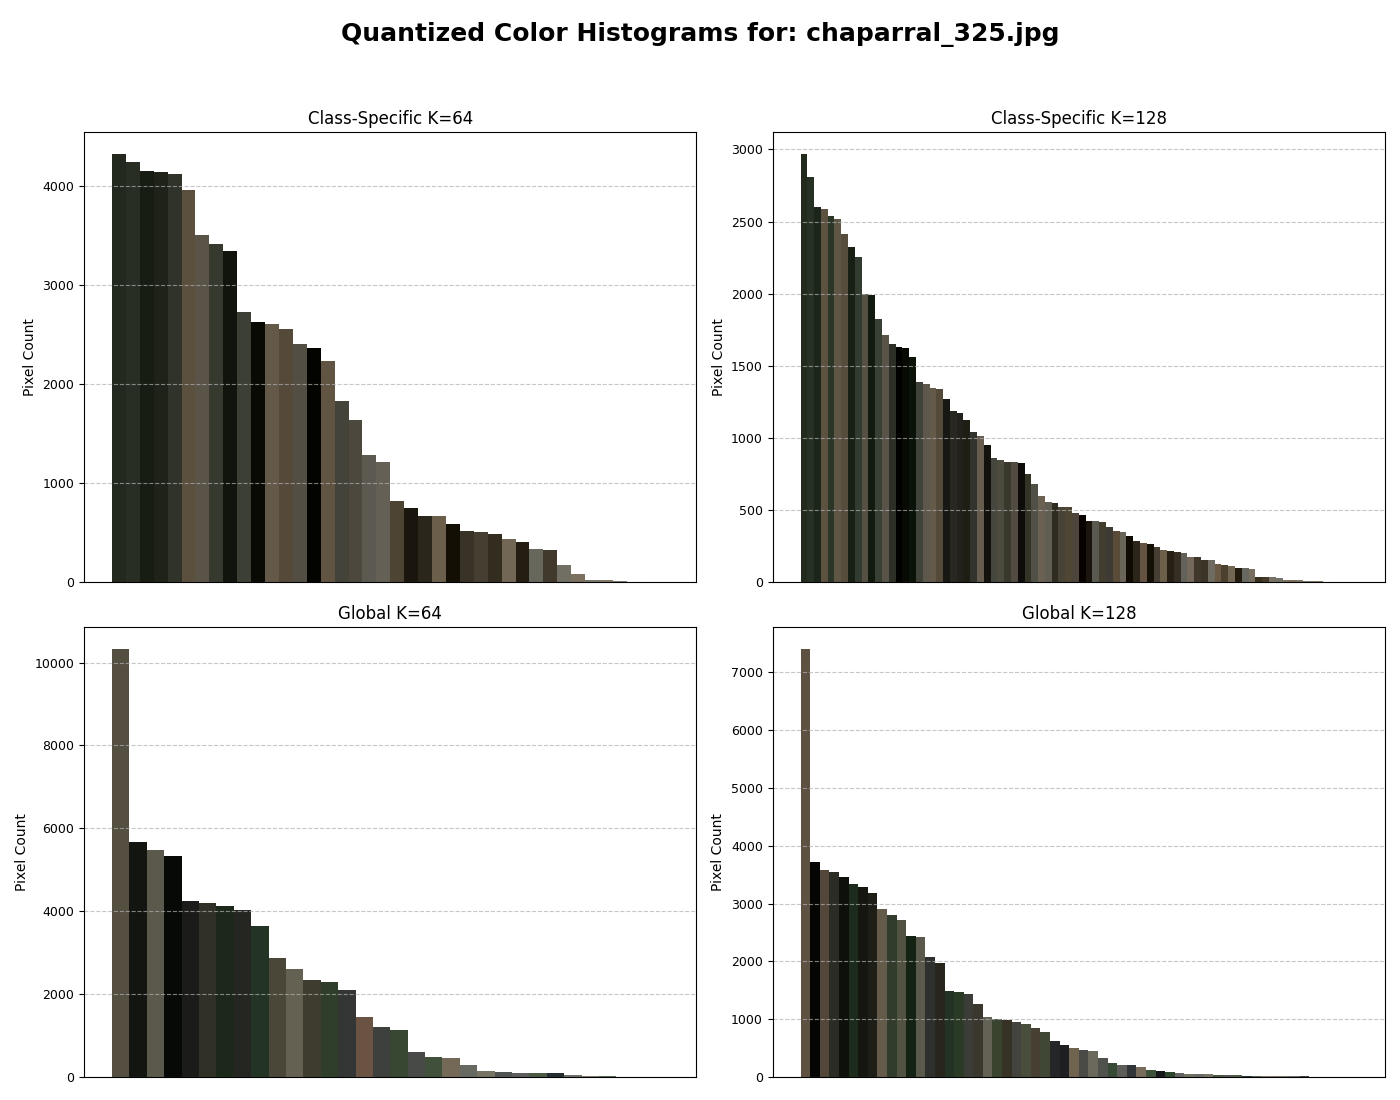 Quantized Color Histograms for: chaparral_325.jpg
Class-Specific K=64
Pixel Count
4000
3000
2000
1000
0
Class-Specific K=128
Pixel Count
3000
2500
2000
1500
1000
500
0
Global K=64
Pixel Count
10000
8000
6000
4000
2000
0
Global K=128
Pixel Count
7000
6000
5000
4000
3000
2000
1000
0